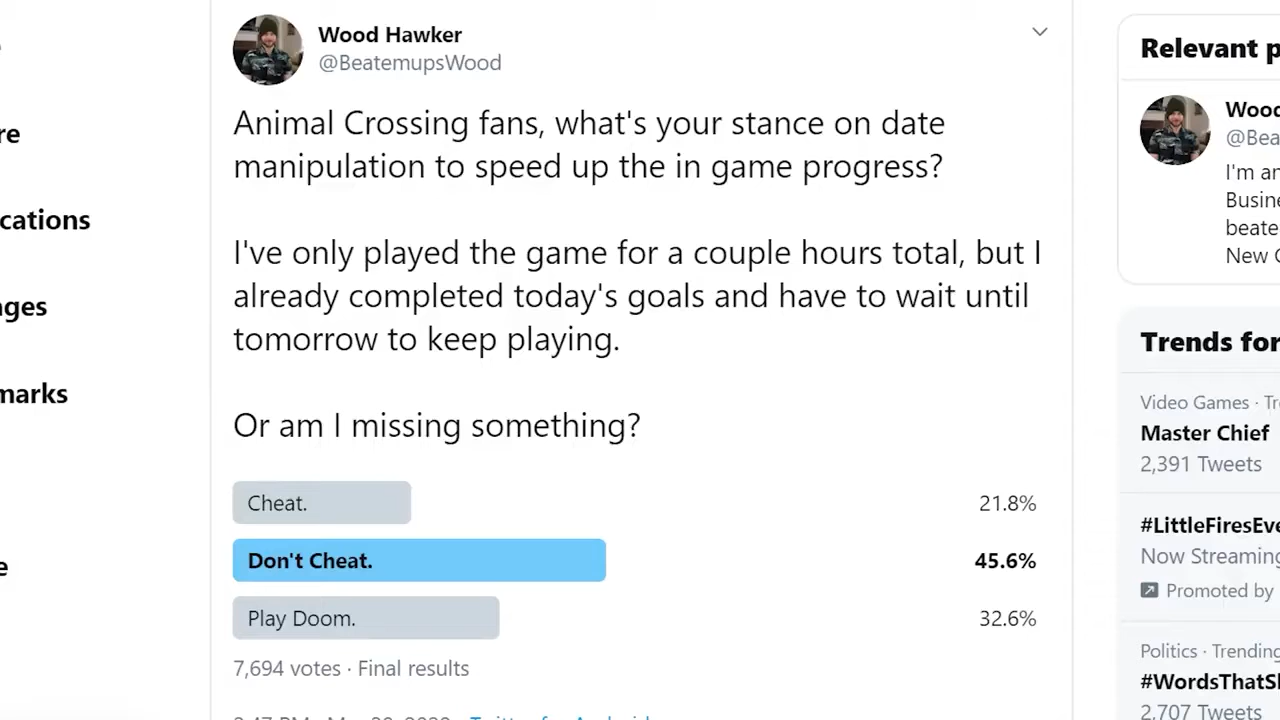 Wood Hawker
@BeatemupsWood
Animal Crossing fans, what's your stance on date
manipulation to speed up the in game progress?
I've only played the game for a couple hours total, but I
already completed today's goals and have to wait until
tomorrow to keep playing.
Or am I missing something?
Cheat. 21.8%
Don't Cheat. 45.6%
Play Doom. 32.6%
7,694 votes · Final results
re
cations
ages
marks
e
Relevant p
Wood
@Bea
I'm an
Busine
beate
New
Trends for
Video Games · Tr
Master Chief
2,391 Tweets
#LittleFiresEve
Now Streaming
Promoted by
Politics · Trending
#WordsThatS
2,707 Tweets